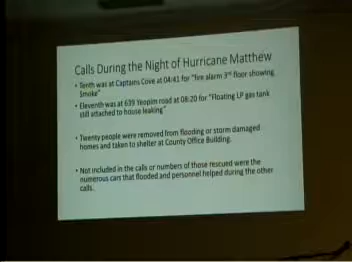 Calls During the Night of Hurricane Matthew
• Tenth was at Captains Cove at 04:41 for "fire alarm 3rd floor showing
Smoke"
• Eleventh was at 639 Yeopim road at 08:20 for "Floating LP gas tank
still attached to house leaking"
• Twenty people were removed from flooding or storm damaged
homes and taken to shelter at County Office Building.
• Not included in the calls or numbers of those rescued were the
numerous cars that flooded and personnel helped during the other
calls.